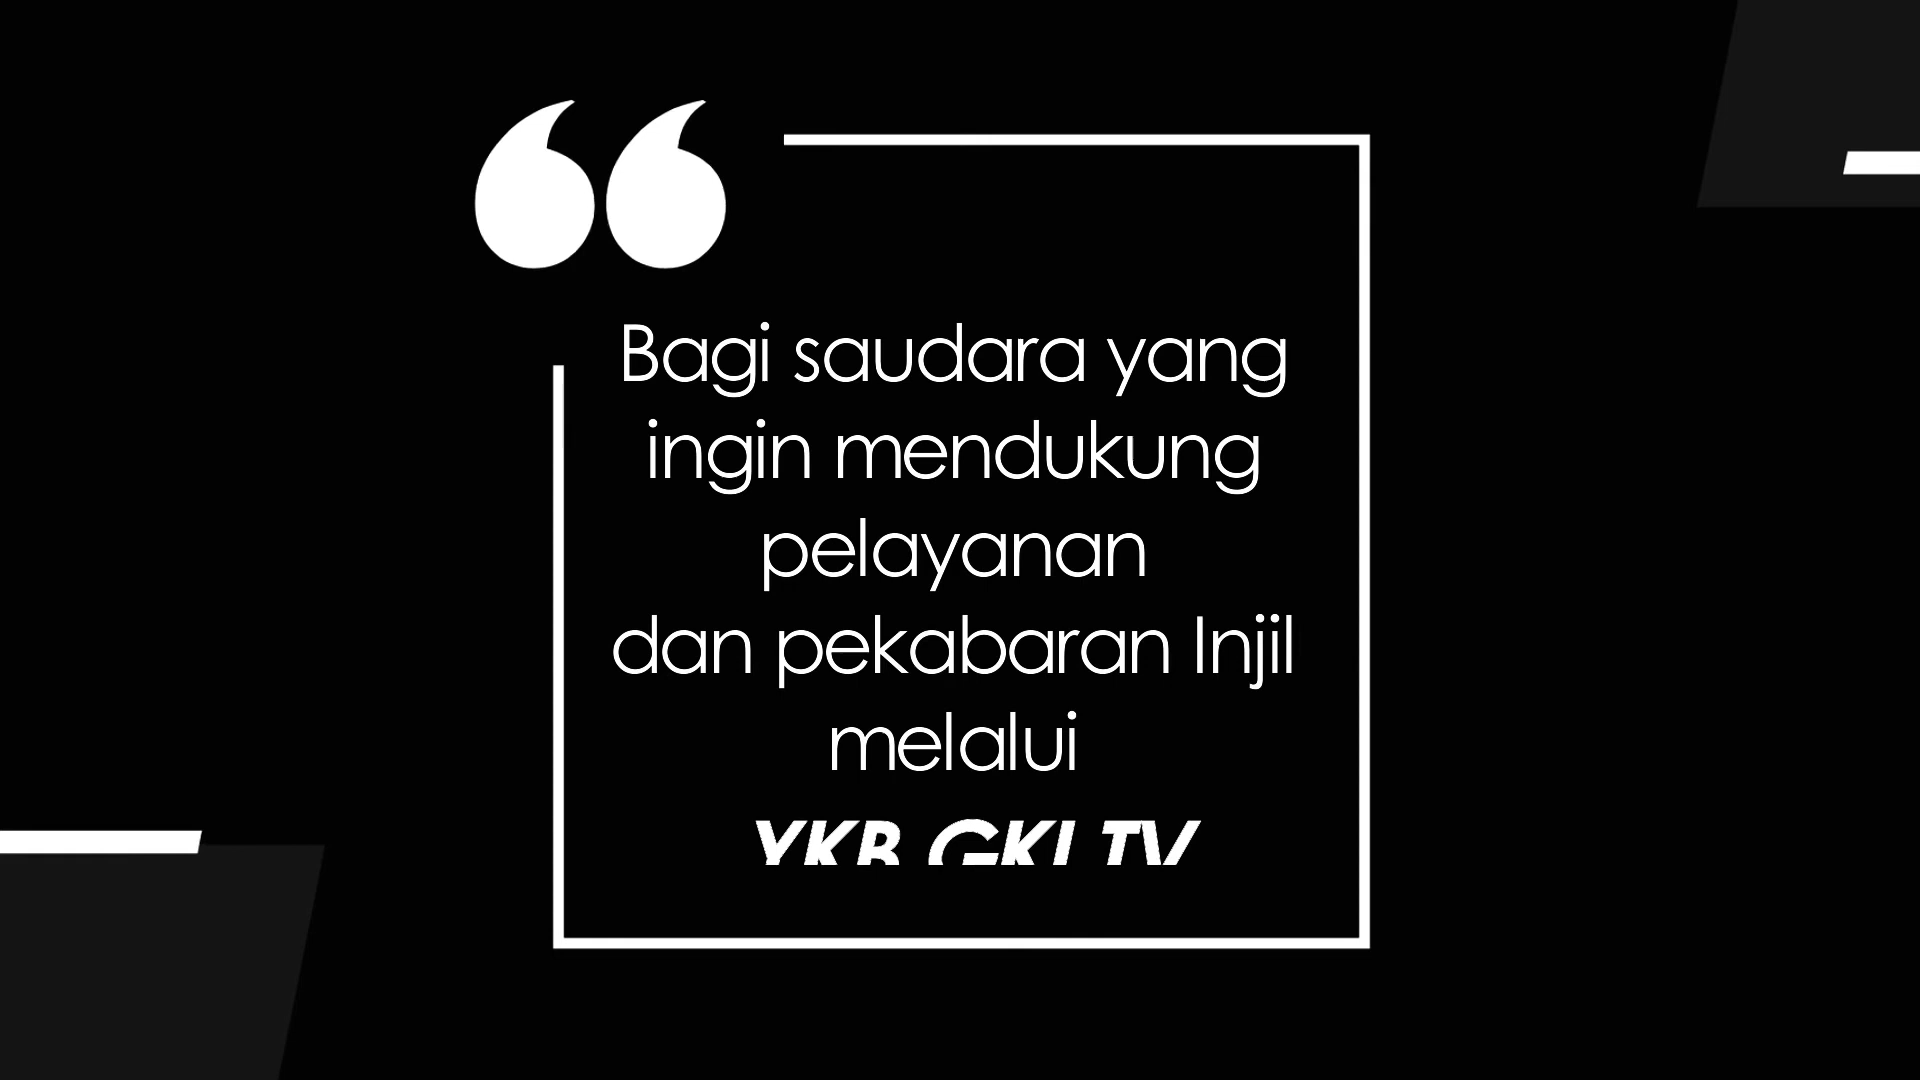 Bagi saudara yang
ingin mendukung
pelayanan
dan pekabaran Injil
melalui
YKB GKI TV